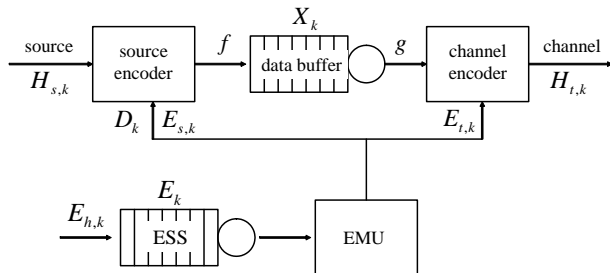 X_k
source
source encoder
f
data buffer
g
channel encoder
channel
H_{s,k}
H_{t,k}
D_k
E_{s,k}
E_{t,k}
E_k
E_{h,k}
ESS
EMU